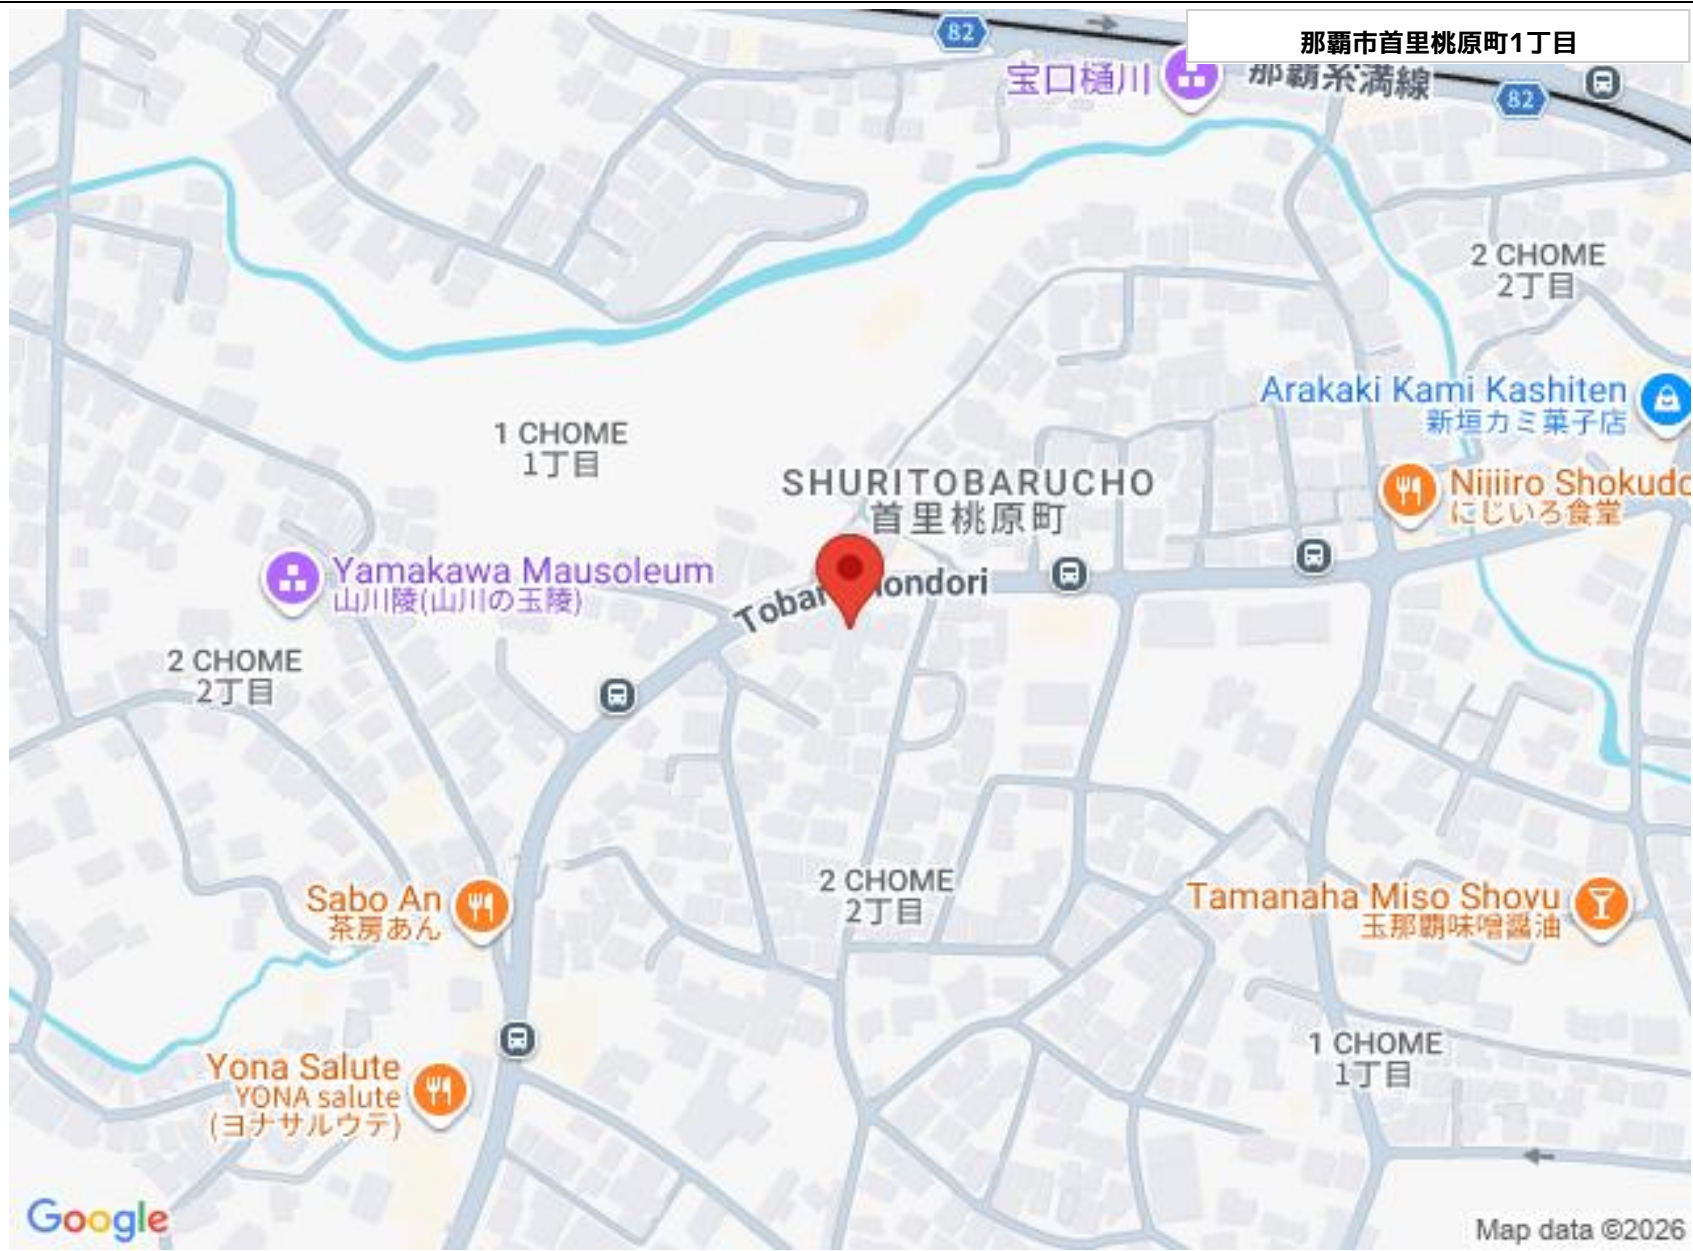 82
那覇市首里桃原町1丁目
宝口樋川
那覇糸満線
82
2 CHOME
2丁目
Arakaki Kami Kashiten
新垣カミ菓子店
1 CHOME
1丁目
SHURITOBARUCHO
首里桃原町
Nijiiro Shokudo
にじいろ食堂
Yamakawa Mausoleum
山川陵(山川の玉陵)
Tobar ondori
2 CHOME
2丁目
2 CHOME
2丁目
Sabo An
茶房あん
Tamanaha Miso Shoyu
玉那覇味噌醤油
Yona Salute
YONA salute
(ヨナサルウテ)
1 CHOME
1丁目
Google
Map data ©2026